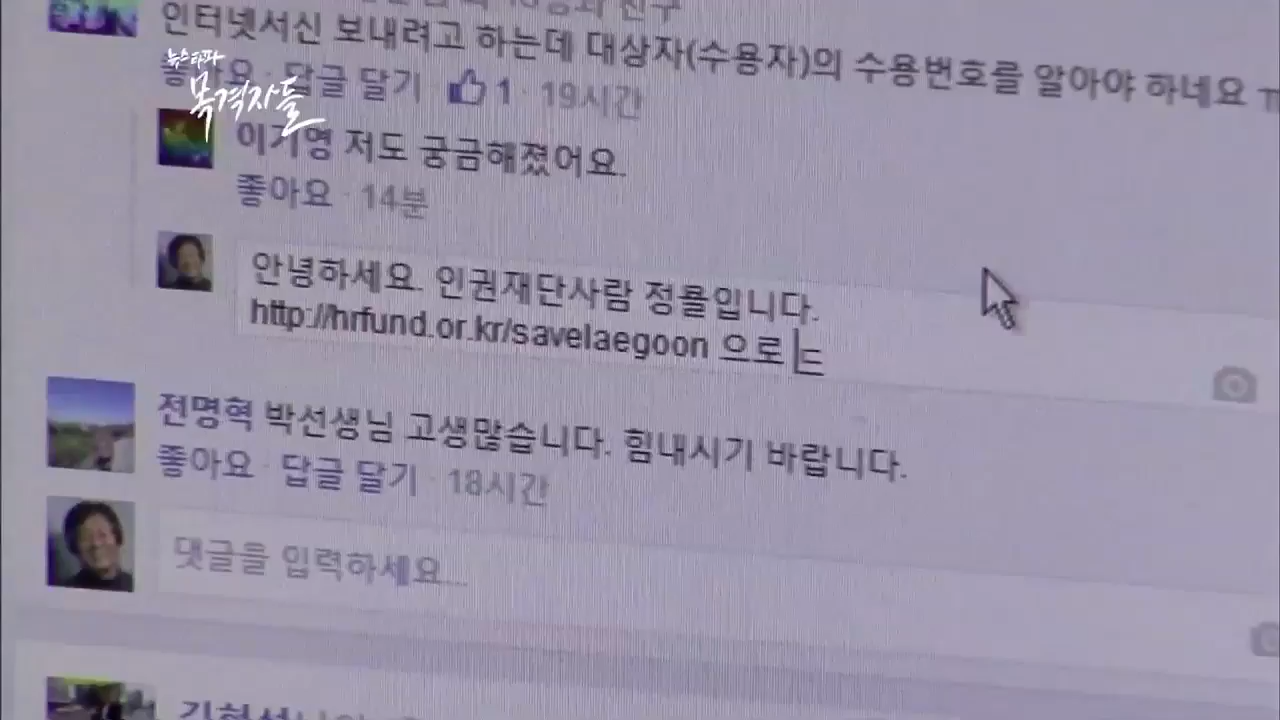 인터넷서신 보내려고 하는데 대상자(수용자)의 수용번호를 알아야 하네요 ㅠ
뉴스타파
목격자들
좋아요 · 답글 달기 · 1 · 19시간
이기영 저도 궁금해졌어요.
좋아요 · 14분
안녕하세요. 인권재단사람 정욜입니다.
http://hrfund.or.kr/savelaegoon 으로 드
전명혁 박선생님 고생많습니다. 힘내시기 바랍니다.
좋아요 · 답글 달기 · 18시간
댓글을 입력하세요...